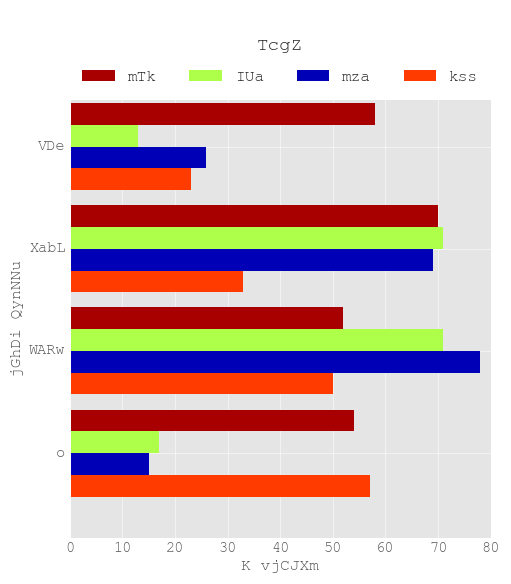 TcgZ
mTk IUa mza kss
VDe
XabL
WARw
o
jGhDi QynNNu
0 10 20 30 40 50 60 70 80
K vjCJXm